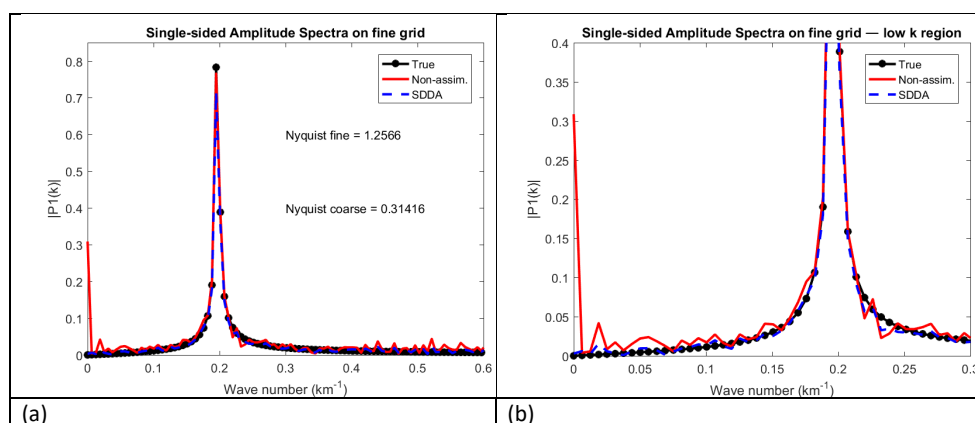 Single-sided Amplitude Spectra on fine grid
0.8
0.7
0.6
0.5
0.4
0.3
0.2
0.1
0
|P1(k)|
True
Non-assim.
SDDA
Nyquist fine = 1.2566
Nyquist coarse = 0.31416
0 0.1 0.2 0.3 0.4 0.5 0.6
Wave number (km⁻¹)
(a)
Single-sided Amplitude Spectra on fine grid — low k region
0.4
0.35
0.3
0.25
0.2
0.15
0.1
0.05
0
|P1(k)|
True
Non-assim.
SDDA
0 0.05 0.1 0.15 0.2 0.25 0.3
Wave number (km⁻¹)
(b)